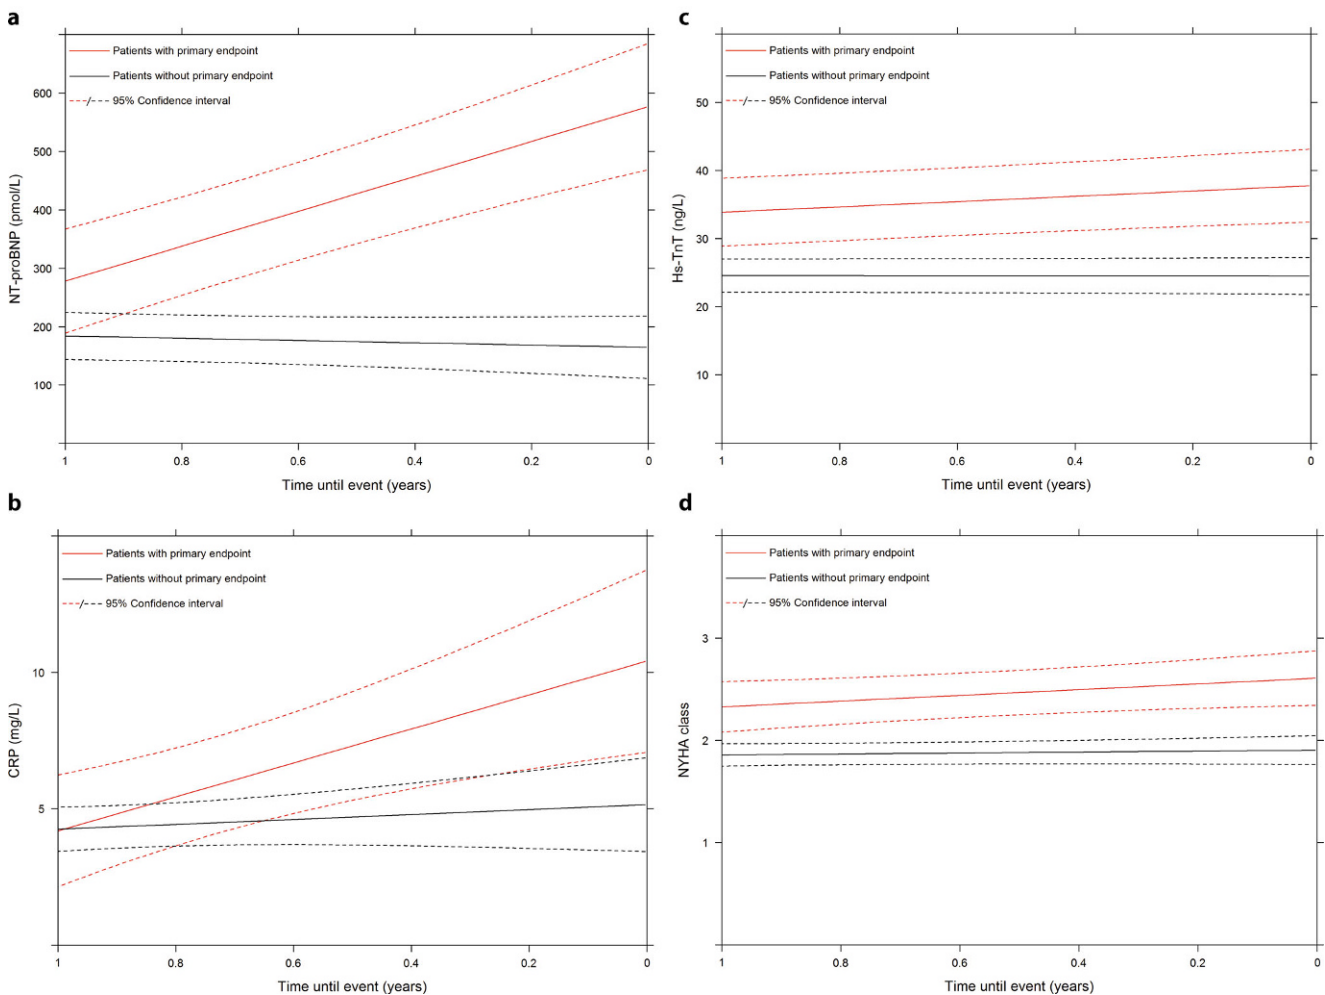 a
Patients with primary endpoint
Patients without primary endpoint
/ 95% Confidence interval
600
500
400
300
200
100
NT-proBNP (pmol/L)
1 0.8 0.6 0.4 0.2 0
Time until event (years)
c
Patients with primary endpoint
Patients without primary endpoint
/ 95% Confidence interval
50
40
30
20
10
Hs-TnT (ng/L)
1 0.8 0.6 0.4 0.2 0
Time until event (years)
b
Patients with primary endpoint
Patients without primary endpoint
/ 95% Confidence interval
10
5
CRP (mg/L)
1 0.8 0.6 0.4 0.2 0
Time until event (years)
d
Patients with primary endpoint
Patients without primary endpoint
/ 95% Confidence interval
3
2
1
NYHA class
1 0.8 0.6 0.4 0.2 0
Time until event (years)